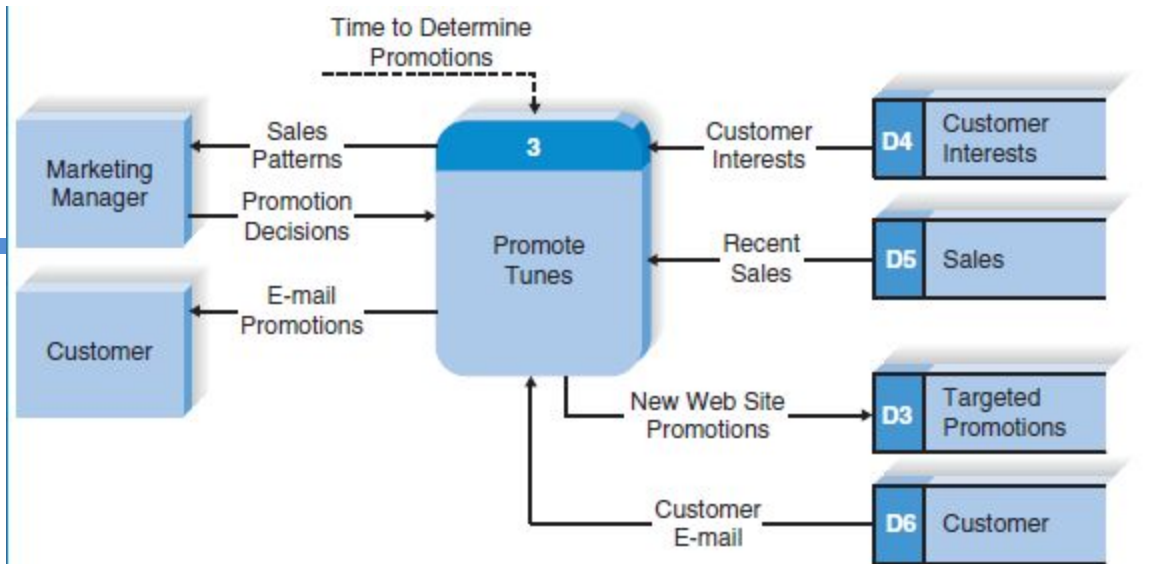 Time to Determine
Promotions
Marketing
Manager
Sales
Patterns
Promotion
Decisions
3
Promote
Tunes
Customer
Interests
D4
Customer
Interests
Recent
Sales
D5
Sales
Customer
E-mail
Promotions
New Web Site
Promotions
D3
Targeted
Promotions
Customer
E-mail
D6
Customer